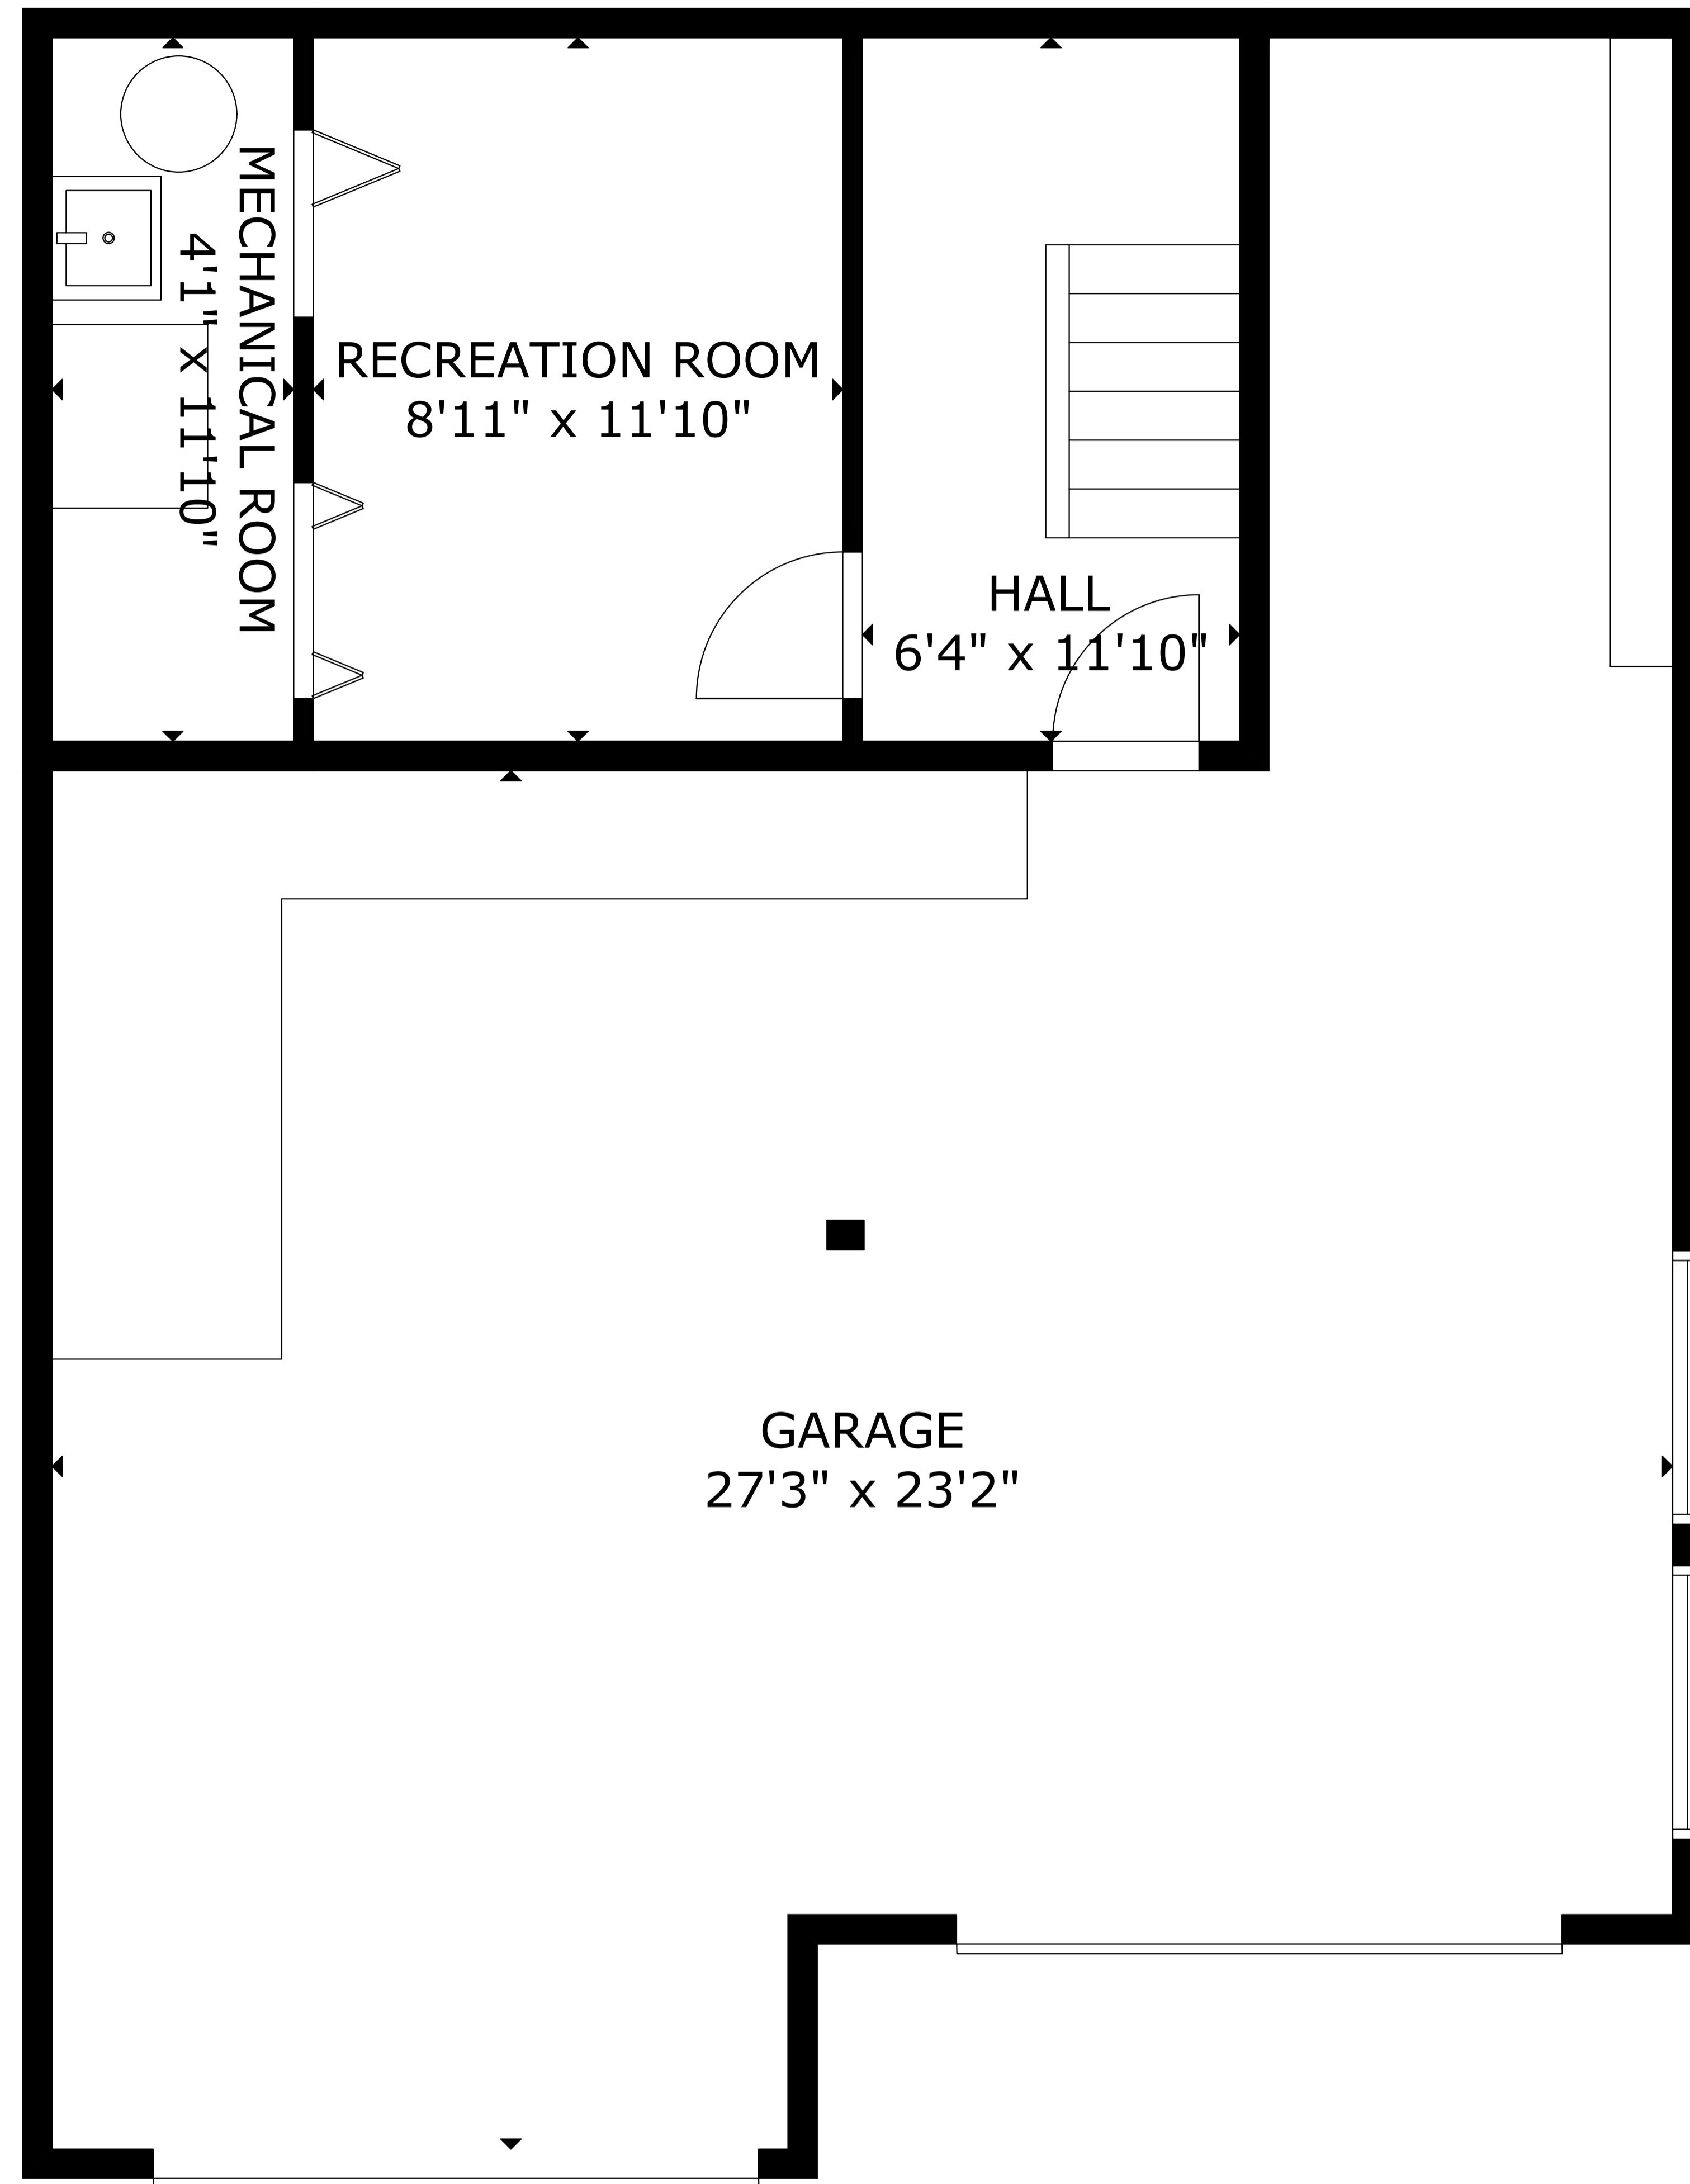 MECHANICAL ROOM
4'1" x 11'10"
RECREATION ROOM
8'11" x 11'10"
HALL
6'4" x 11'10"
GARAGE
27'3" x 23'2"